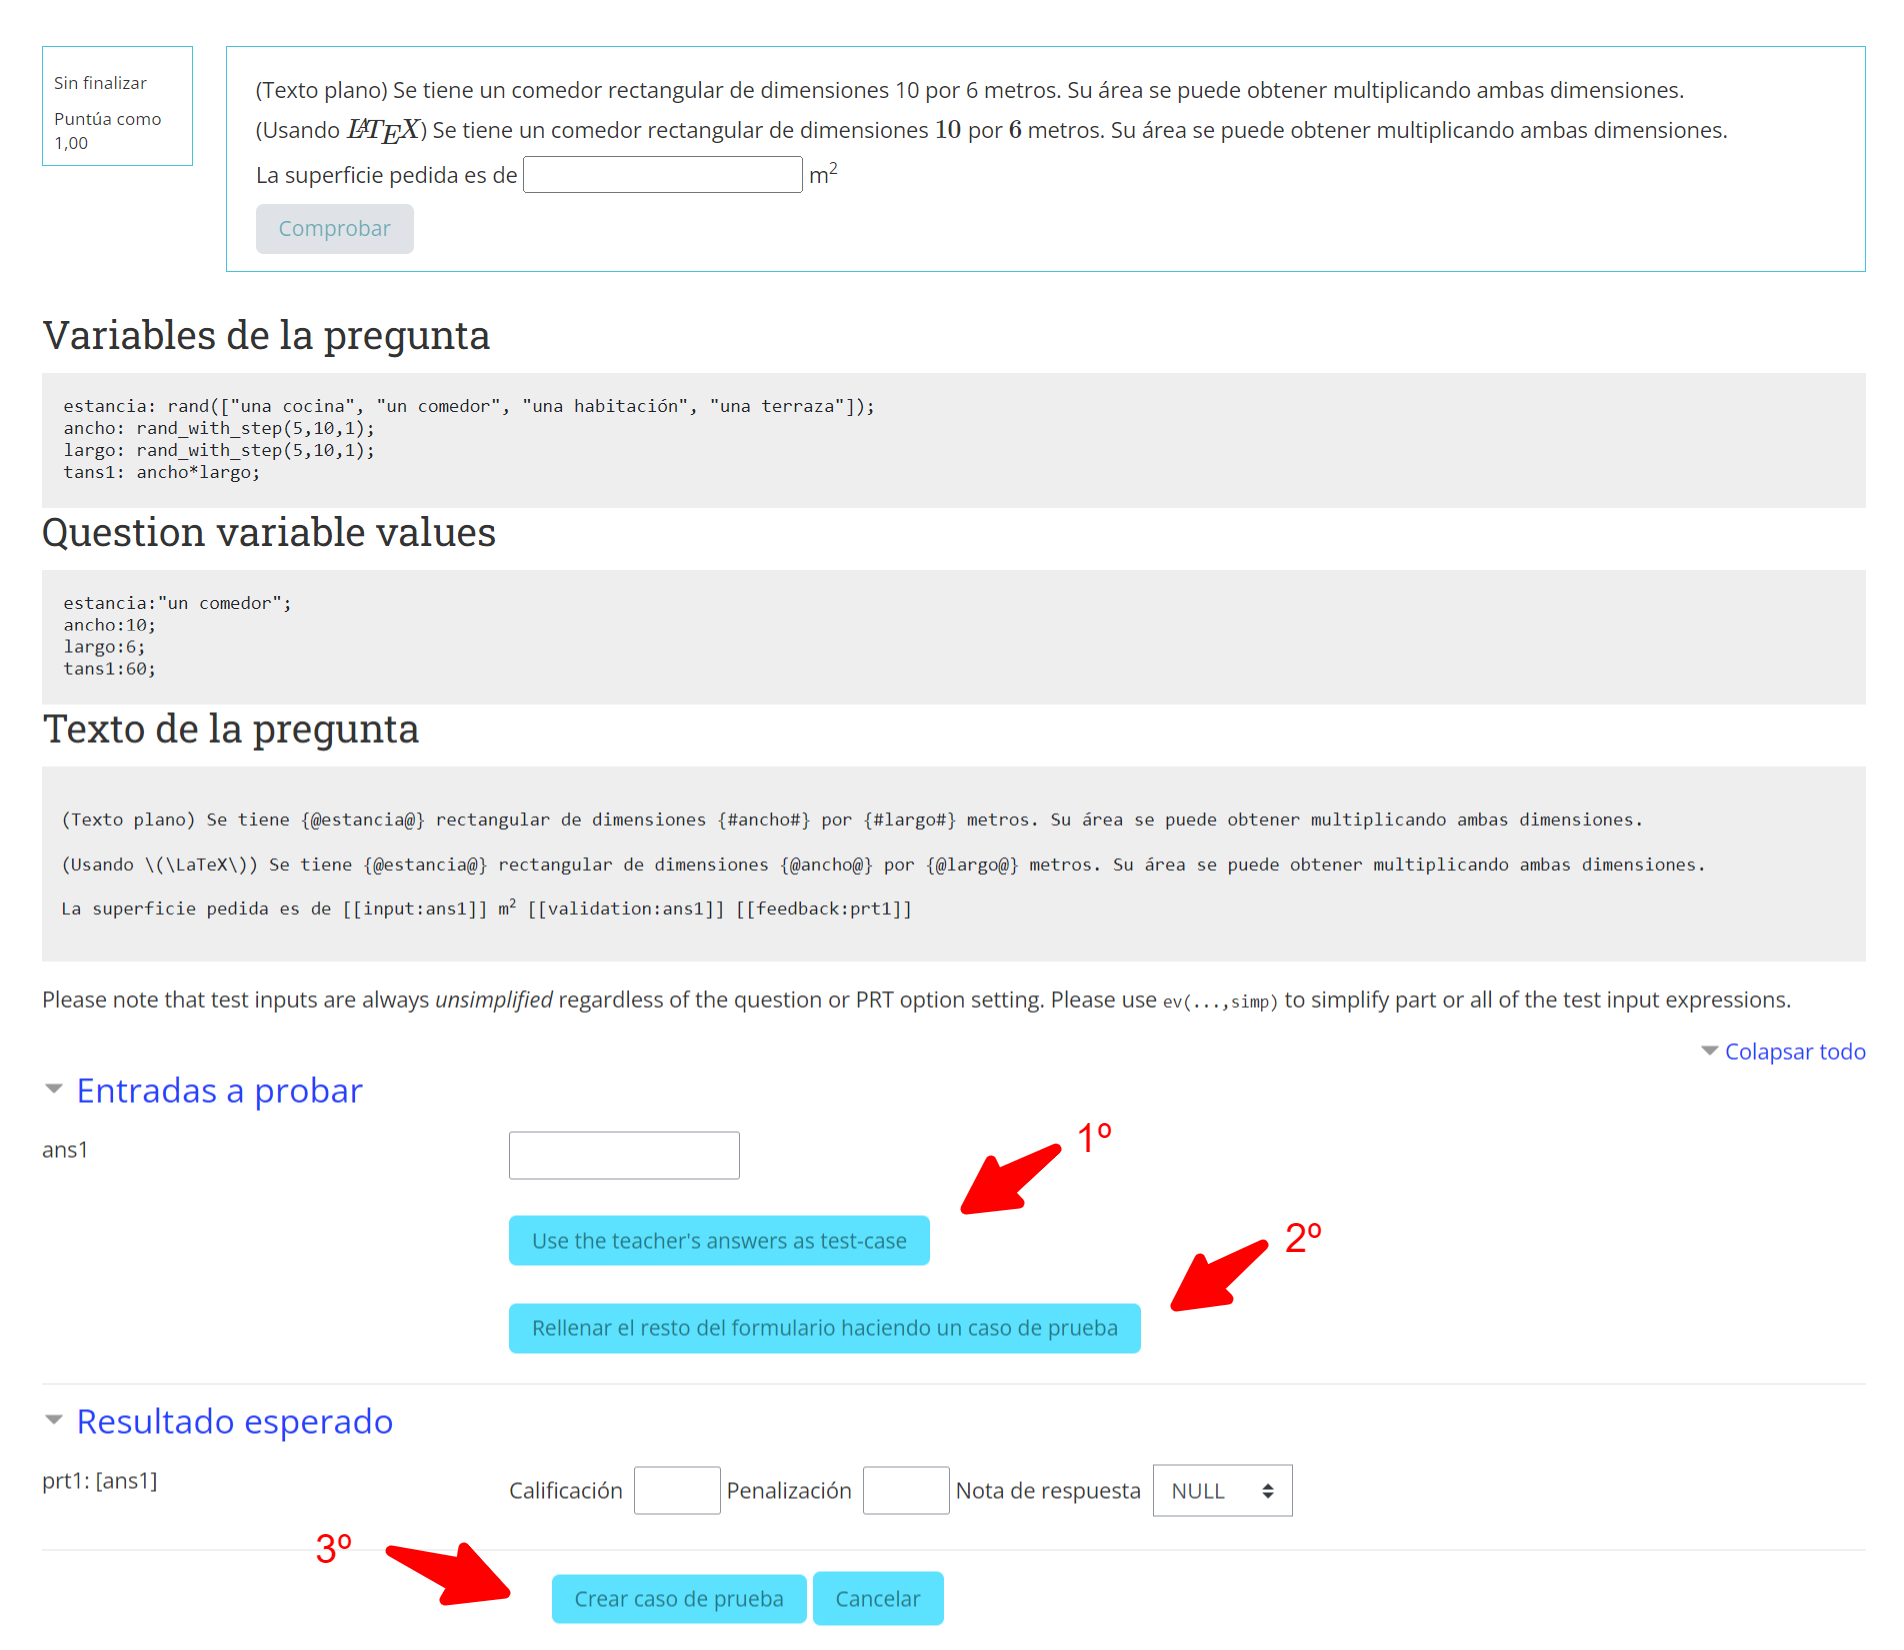 Sin finalizar
Puntúa como
1,00
(Texto plano) Se tiene un comedor rectangular de dimensiones 10 por 6 metros. Su área se puede obtener multiplicando ambas dimensiones.
(Usando LATEX) Se tiene un comedor rectangular de dimensiones 10 por 6 metros. Su área se puede obtener multiplicando ambas dimensiones.
La superficie pedida es de m²
Comprobar
Variables de la pregunta
estancia: rand(["una cocina", "un comedor", "una habitación", "una terraza"]);
ancho: rand_with_step(5,10,1);
largo: rand_with_step(5,10,1);
tans1: ancho*largo;
Question variable values
estancia:"un comedor";
ancho:10;
largo:6;
tans1:60;
Texto de la pregunta
(Texto plano) Se tiene {@estancia@} rectangular de dimensiones {#ancho#} por {#largo#} metros. Su área se puede obtener multiplicando ambas dimensiones.
(Usando \(\LaTeX\)) Se tiene {@estancia@} rectangular de dimensiones {@ancho@} por {@largo@} metros. Su área se puede obtener multiplicando ambas dimensiones.
La superficie pedida es de [[input:ans1]] m² [[validation:ans1]] [[feedback:prt1]]
Please note that test inputs are always unsimplified regardless of the question or PRT option setting. Please use ev(...,simp) to simplify part or all of the test input expressions.
Colapsar todo
Entradas a probar
1º
ans1
2º
Use the teacher's answers as test-case
Rellenar el resto del formulario haciendo un caso de prueba
Resultado esperado
prt1: [ans1]
Calificación Penalización Nota de respuesta NULL
3º
Crear caso de prueba Cancelar